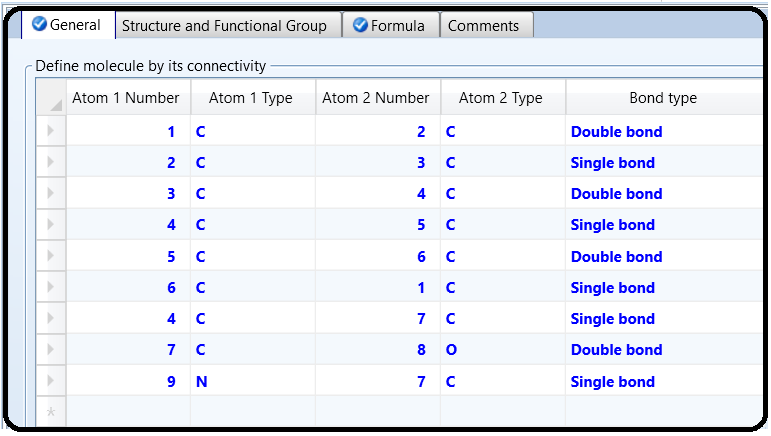 General Structure and Functional Group Formula Comments
Define molecule by its connectivity
Atom 1 Number Atom 1 Type Atom 2 Number Atom 2 Type Bond type
1 C 2 C Double bond
2 C 3 C Single bond
3 C 4 C Double bond
4 C 5 C Single bond
5 C 6 C Double bond
6 C 1 C Single bond
4 C 7 C Single bond
7 C 8 O Double bond
9 N 7 C Single bond
*